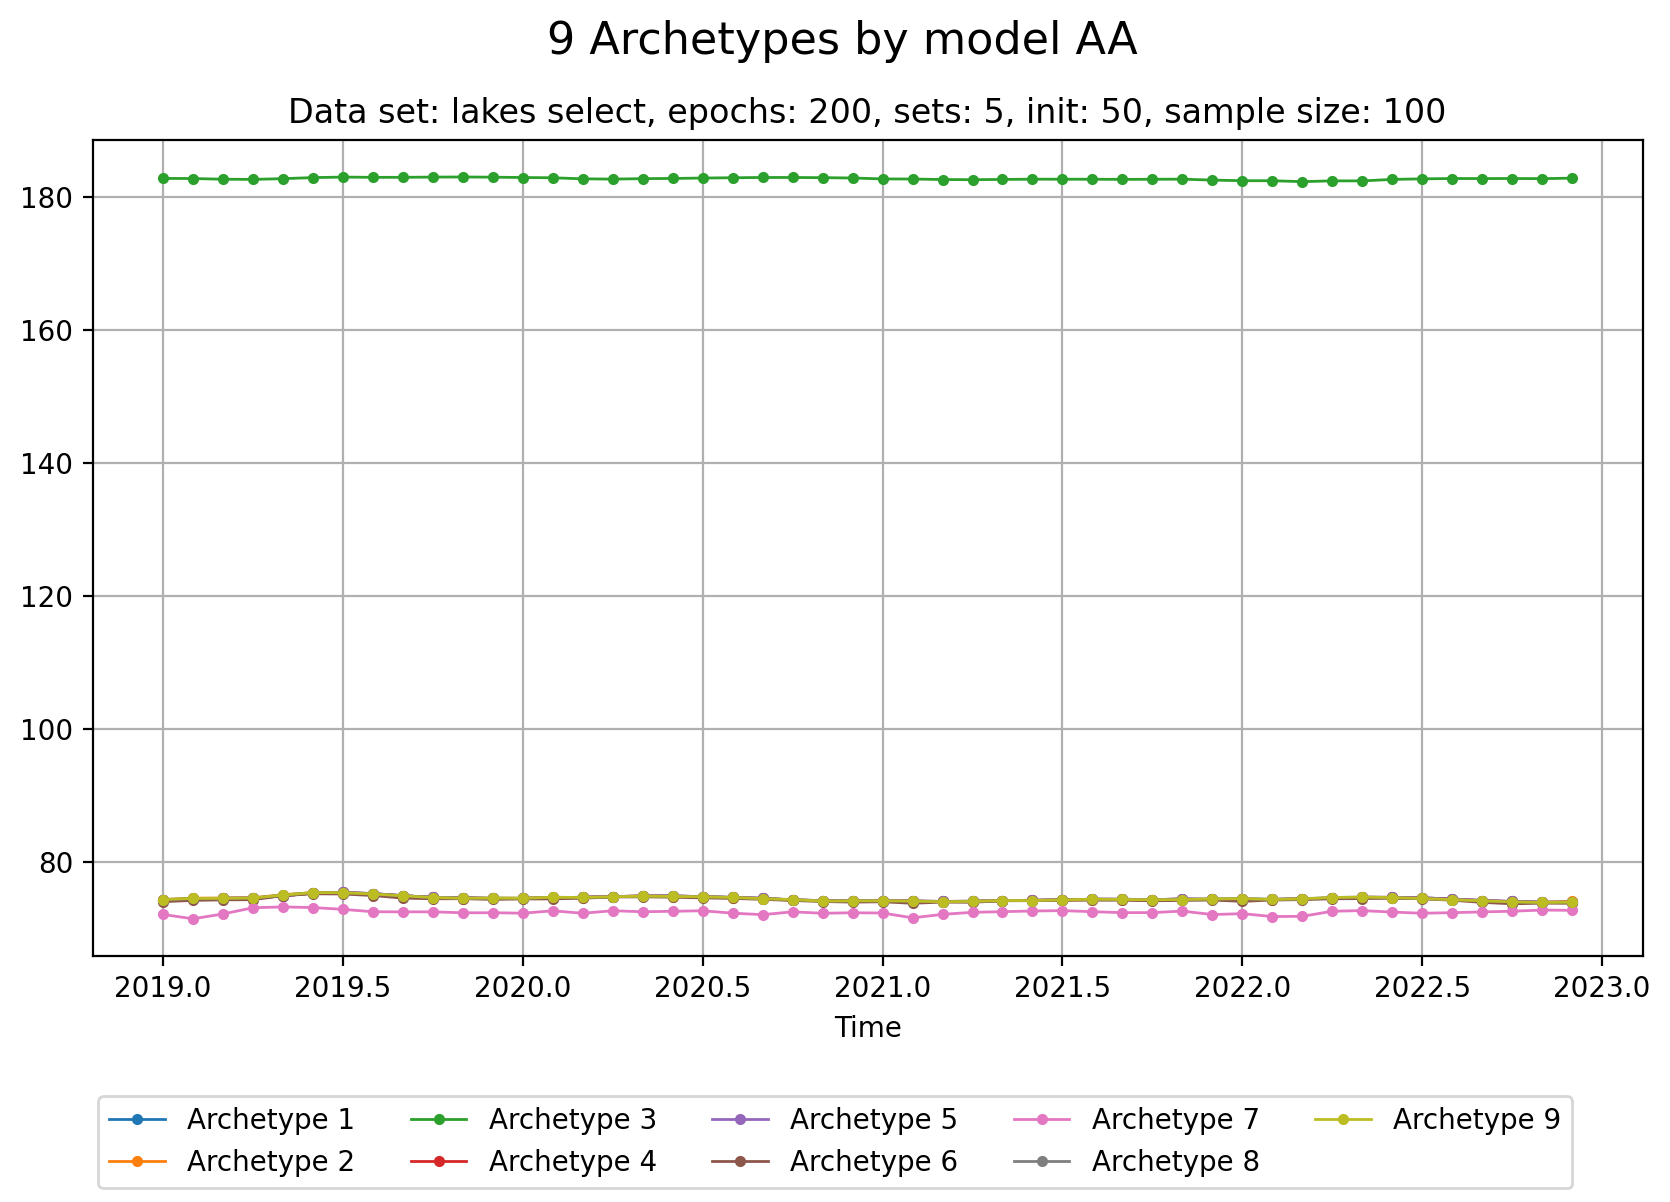 9 Archetypes by model AA
Data set: lakes select, epochs: 200, sets: 5, init: 50, sample size: 100
180
160
140
120
100
80
2019.0 2019.5 2020.0 2020.5 2021.0 2021.5 2022.0 2022.5 2023.0
Time
Archetype 1 Archetype 3 Archetype 5 Archetype 7 Archetype 9
Archetype 2 Archetype 4 Archetype 6 Archetype 8